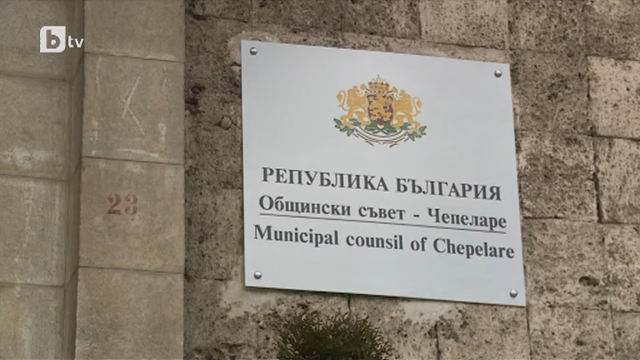 btv
23
РЕПУБЛИКА БЪЛГАРИЯ
Общински съвет - Чепеларе
Municipal counsil of Chepelare